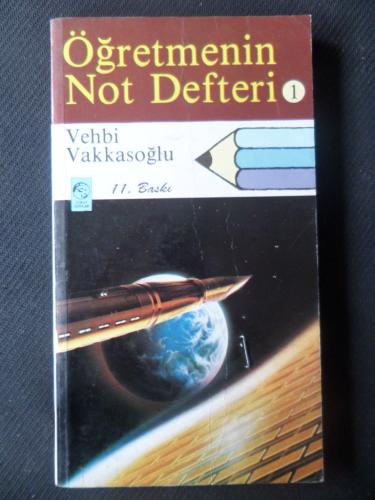 Öğretmenin
Not Defteri 1
Vehbi
Vakkasoğlu
11. Baskı